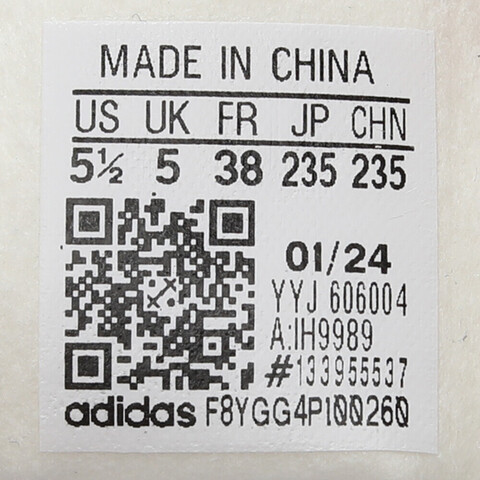 MADE IN CHINA
US UK FR JP CHN
5½ 5 38 235 235
01/24
YYJ 606004
A:IH9989
#133955537
adidas F8YGG4P100260